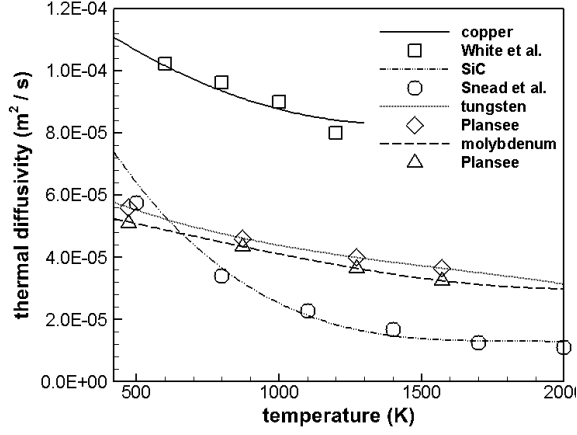 1.2E-04
1.0E-04
8.0E-05
6.0E-05
4.0E-05
2.0E-05
0.0E+00
thermal diffusivity (m² / s)
copper
White et al.
SiC
Snead et al.
tungsten
Plansee
molybdenum
Plansee
500 1000 1500 2000
temperature (K)